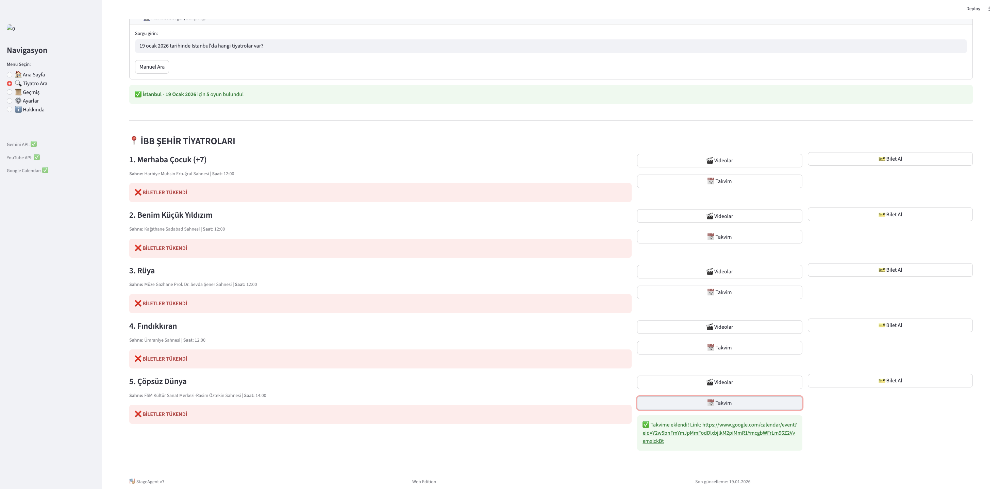 Deploy
0
Navigasyon
Menü Seçin:
Ana Sayfa
Tiyatro Ara
Geçmiş
Ayarlar
Hakkında
Gemini API:
YouTube API:
Google Calendar:
Sorgu girin:
19 ocak 2026 tarihinde Istanbul'da hangi tiyatrolar var?
Manuel Ara
İstanbul - 19 Ocak 2026 için 5 oyun bulundu!
İBB ŞEHİR TİYATROLARI
1. Merhaba Çocuk (+7)
Sahne: Harbiye Muhsin Ertuğrul Sahnesi | Saat: 12:00
BİLETLER TÜKENDİ
Videolar
Bilet Al
17 Takvim
2. Benim Küçük Yıldızım
Sahne: Kağıthane Sadabad Sahnesi | Saat: 12:00
BİLETLER TÜKENDİ
Videolar
Bilet Al
17 Takvim
3. Rüya
Sahne: Müze Gazhane Prof. Dr. Sevda Şener Sahnesi | Saat: 12:00
BİLETLER TÜKENDİ
Videolar
Bilet Al
17 Takvim
4. Fındıkkıran
Sahne: Ümraniye Sahnesi | Saat: 12:00
BİLETLER TÜKENDİ
Videolar
Bilet Al
17 Takvim
5. Çöpsüz Dünya
Sahne: FSM Kültür Sanat Merkezi-Rasim Öztekin Sahnesi | Saat: 14:00
BİLETLER TÜKENDİ
Videolar
Bilet Al
17 Takvim
Takvime eklendi! Link: https://www.google.com/calendar/event?
eid=Y2w5bnFmYmJpMmFodDlxbjlkM2piMmR1YmcgbWFrLm96Z2Vv
emxlckBt
StageAgent v7
Web Edition
Son güncelleme: 19.01.2026